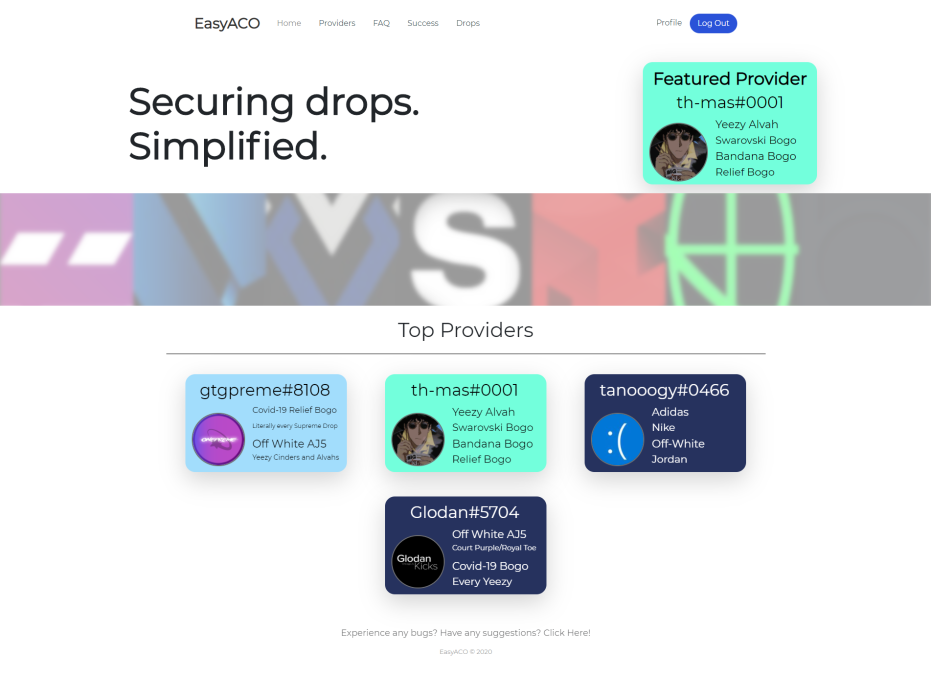 EasyACO
Home
Providers
FAQ
Success
Drops
Profile
Log Out
Securing drops.
Simplified.
Featured Provider
th-mas#0001
Yeezy Alvah
Swarovski Bogo
Bandana Bogo
Relief Bogo
S
Top Providers
gtgpreme#8108
Covid-19 Relief Bogo
Literally every Supreme Drop
Off White AJ5
Yeezy Cinders and Alvahs
th-mas#0001
Yeezy Alvah
Swarovski Bogo
Bandana Bogo
Relief Bogo
tanooogy#0466
:(
Adidas
Nike
Off-White
Jordan
Glodan#5704
Glodan
Kicks
Off White AJ5
Court Purple/Royal Toe
Covid-19 Bogo
Every Yeezy
Experience any bugs? Have any suggestions? Click Here!
EasyACO © 2020